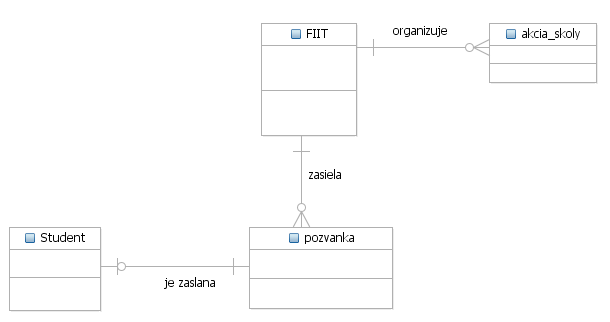 FIIT
organizuje
akcia_skoly
zasiela
Student
pozvanka
je zaslana